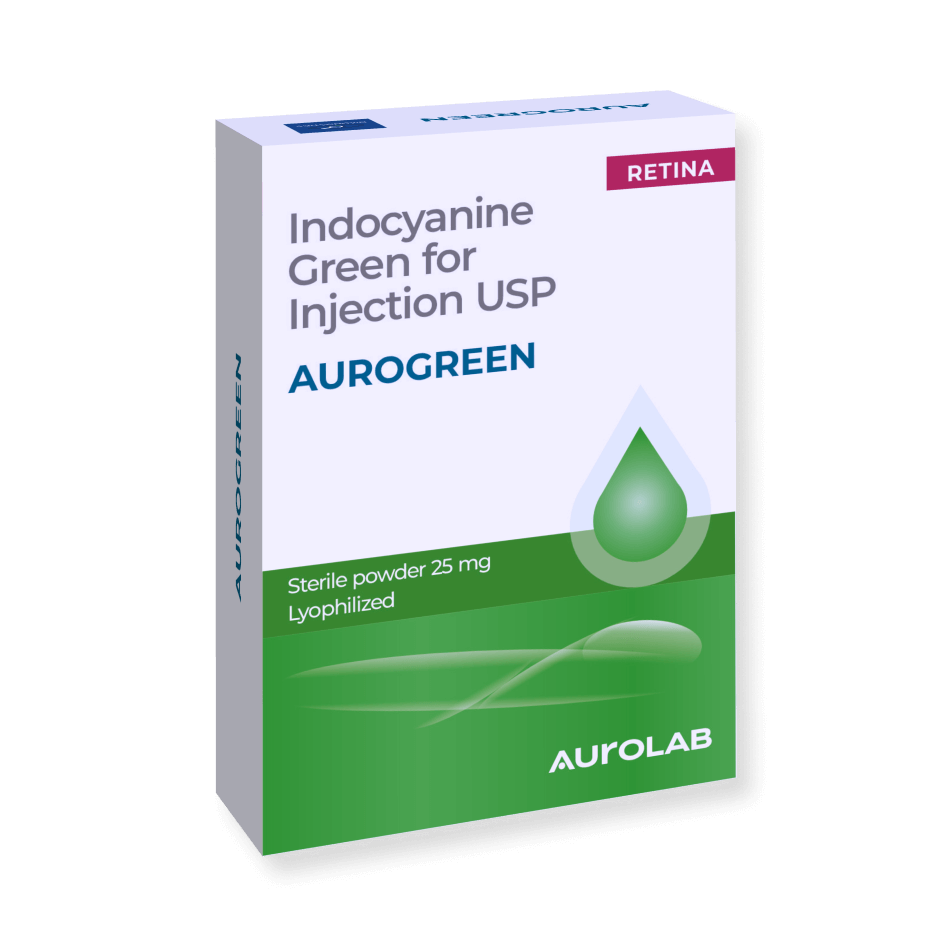 AUROGREEN
RETINA
Indocyanine
Green for
Injection USP
AUROGREEN
AUROGREEN
Sterile powder 25 mg
Lyophilized
AUROLAB